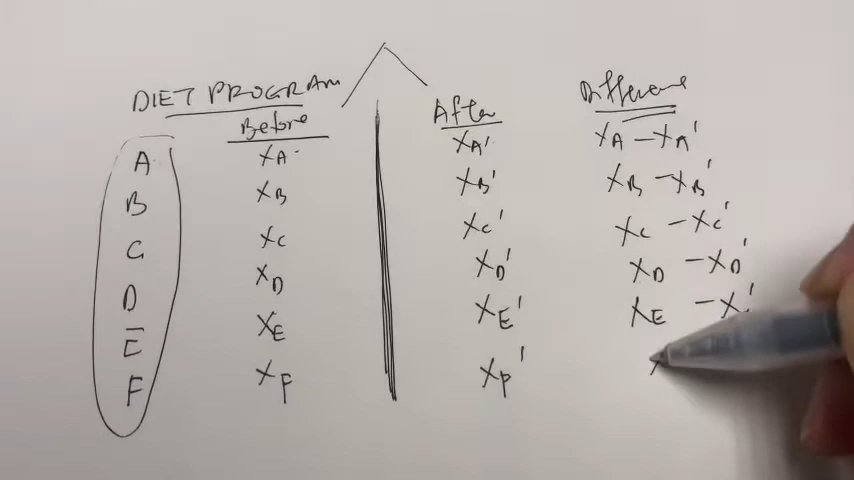 DIET PROGRAM
Before After Difference
A XA XA' XA - XA'
B XB XB' XB - XB'
C XC XC' XC - XC'
D XD XD' XD - XD'
E XE XE' XE - X'
F XF XF' X